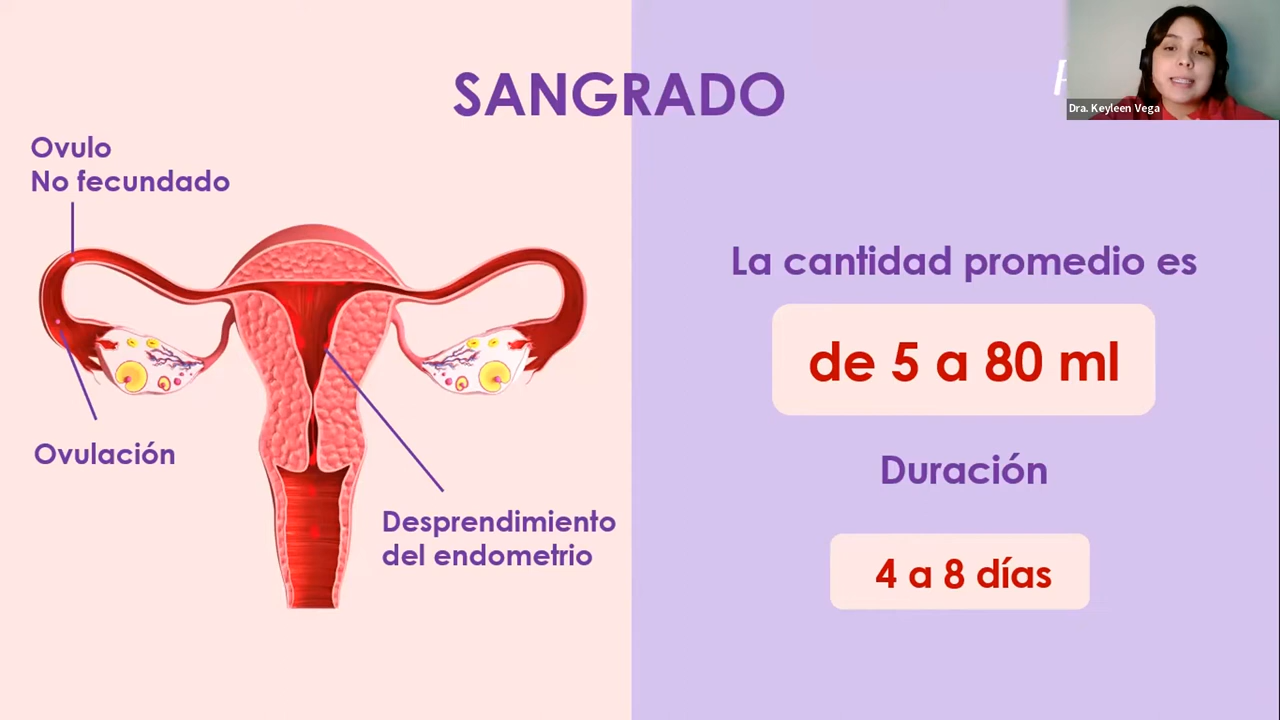 SANGRADO
Dra. Keyleen Vega
Ovulo
No fecundado
Ovulación
Desprendimiento
del endometrio
La cantidad promedio es
de 5 a 80 ml
Duración
4 a 8 días